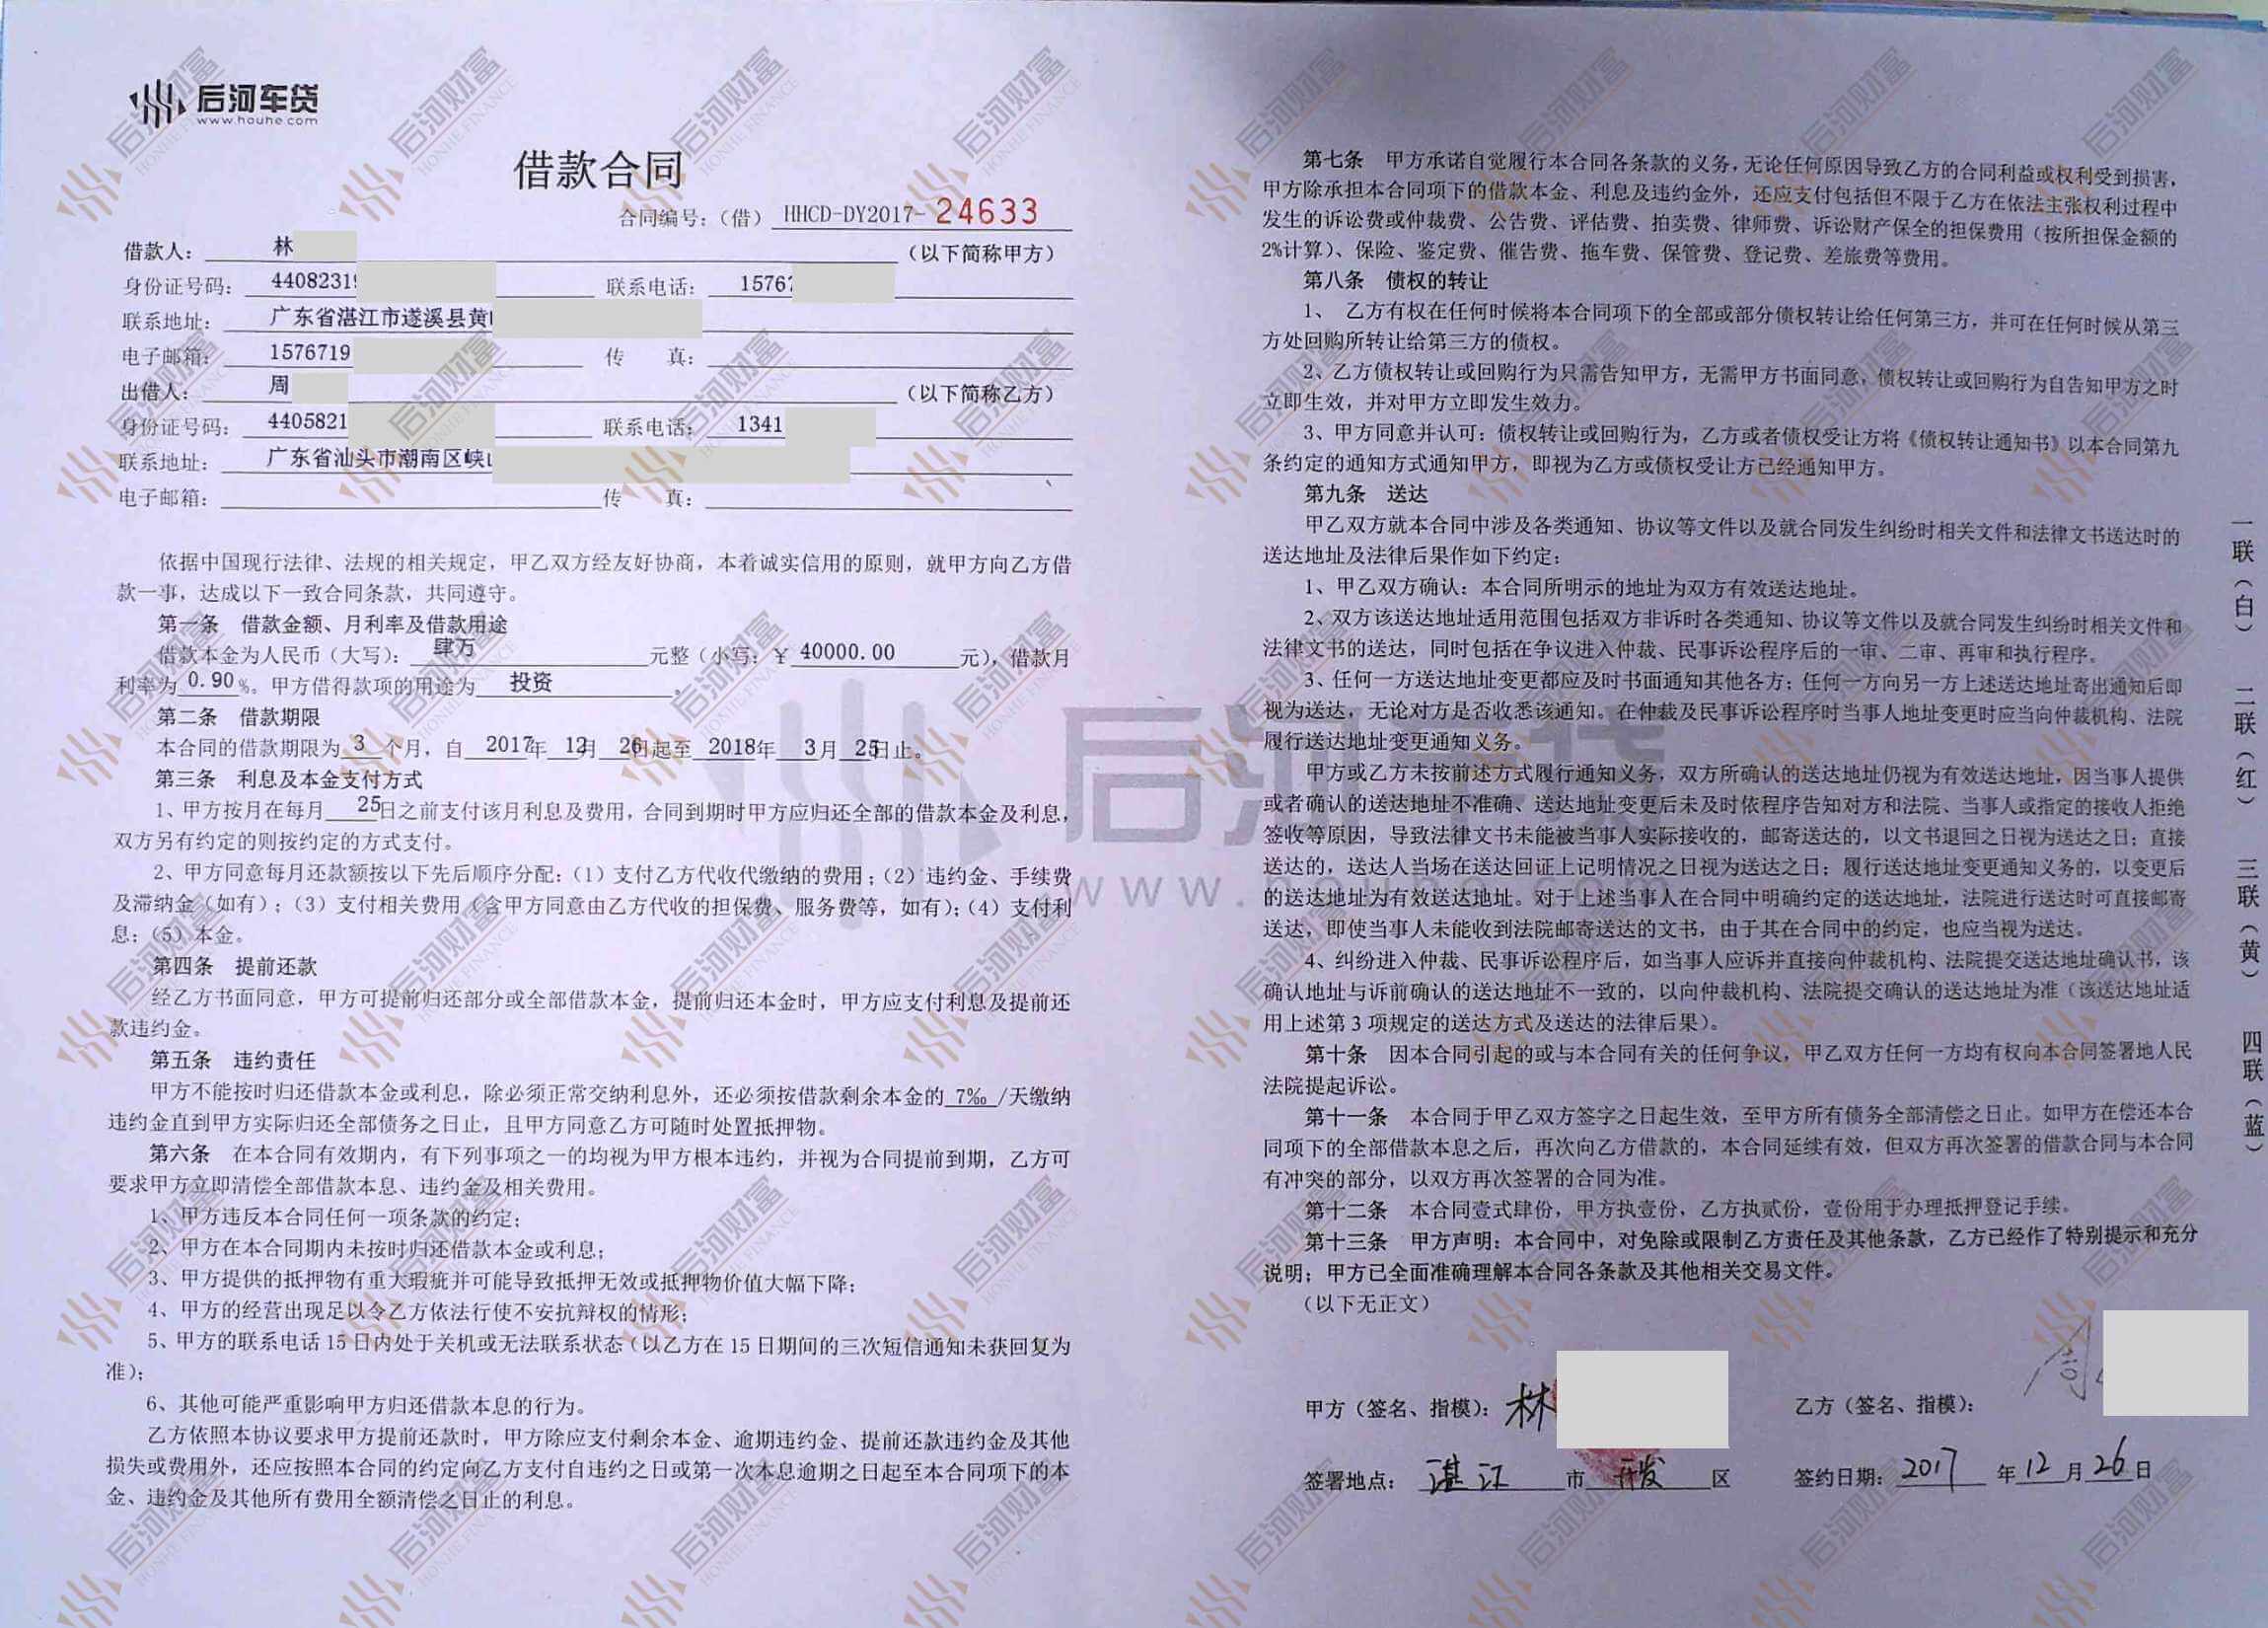 后河车贷
www.houhe.com
借款合同
合同编号：（借） HHCD-DY2017- 24633
借款人： 林 （以下简称甲方）
身份证号码： 44082319 联系电话： 15767
联系地址： 广东省湛江市遂溪县黄
电子邮箱： 1576719 传 真：
出借人： 周 （以下简称乙方）
身份证号码： 4405821 联系电话： 1341
联系地址： 广东省汕头市潮南区峡山
电子邮箱： 传 真：
依据中国现行法律、法规的相关规定，甲乙双方经友好协商，本着诚实信用的原则，就甲方向乙方借
款一事，达成以下一致合同条款，共同遵守。
第一条 借款金额、月利率及借款用途
借款本金为人民币（大写）： 肆万 元整（小写：￥ 40000.00 元），借款月
利率为 0.90 %。甲方借得款项的用途为 投资 。
第二条 借款期限
本合同的借款期限为 3 个月，自 2017年 12月 26日起至 2018年 3月 25日止。
第三条 利息及本金支付方式
1、甲方按月在每月 25日之前支付该月利息及费用，合同到期时甲方应归还全部的借款本金及利息，
双方另有约定的则按约定的方式支付。
2、甲方同意每月还款额按以下先后顺序分配：（1）支付乙方代收代缴纳的费用；（2）违约金、手续费
及滞纳金（如有）；（3）支付相关费用（含甲方同意由乙方代收的担保费、服务费等，如有）；（4）支付利
息；（5）本金。
第四条 提前还款
经乙方书面同意，甲方可提前归还部分或全部借款本金，提前归还本金时，甲方应支付利息及提前还
款违约金。
第五条 违约责任
甲方不能按时归还借款本金或利息，除必须正常交纳利息外，还必须按借款剩余本金的 7‰ /天缴纳
违约金直到甲方实际归还全部债务之日止，且甲方同意乙方可随时处置抵押物。
第六条 在本合同有效期内，有下列事项之一的均视为甲方根本违约，并视为合同提前到期，乙方可
要求甲方立即清偿全部借款本息、违约金及相关费用。
1、甲方违反本合同任何一项条款的约定；
2、甲方在本合同期内未按时归还借款本金或利息；
3、甲方提供的抵押物有重大瑕疵并可能导致抵押无效或抵押物价值大幅下降；
4、甲方的经营出现足以令乙方依法行使不安抗辩权的情形；
5、甲方的联系电话 15 日内处于关机或无法联系状态（以乙方在 15 日期间的三次短信通知未获回复为
准）；
6、其他可能严重影响甲方归还借款本息的行为。
乙方依照本协议要求甲方提前还款时，甲方除应支付剩余本金、逾期违约金、提前还款违约金及其他
损失或费用外，还应按照本合同的约定向乙方支付自违约之日或第一次本息逾期之日起至本合同项下的本
金、违约金及其他所有费用全额清偿之日止的利息。
第七条 甲方承诺自觉履行本合同各条款的义务，无论任何原因导致乙方的合同利益或权利受到损害，
甲方除承担本合同项下的借款本金、利息及违约金外，还应支付包括但不限于乙方在依法主张权利过程中
发生的诉讼费或仲裁费、公告费、评估费、拍卖费、律师费、诉讼财产保全的担保费用（按所担保金额的
2%计算）、保险、鉴定费、催告费、拖车费、保管费、登记费、差旅费等费用。
第八条 债权的转让
1、 乙方有权在任何时候将本合同项下的全部或部分债权转让给任何第三方，并可在任何时候从第三
方处回购所转让给第三方的债权。
2、乙方债权转让或回购行为只需告知甲方，无需甲方书面同意，债权转让或回购行为自告知甲方之时
立即生效，并对甲方立即发生效力。
3、甲方同意并认可：债权转让或回购行为，乙方或者债权受让方将《债权转让通知书》以本合同第九
条约定的通知方式通知甲方，即视为乙方或债权受让方已经通知甲方。
第九条 送达
甲乙双方就本合同中涉及各类通知、协议等文件以及就合同发生纠纷时相关文件和法律文书送达时的
送达地址及法律后果作如下约定：
1、甲乙双方确认：本合同所明示的地址为双方有效送达地址。
2、双方该送达地址适用范围包括双方非诉时各类通知、协议等文件以及就合同发生纠纷时相关文件和
法律文书的送达，同时包括在争议进入仲裁、民事诉讼程序后的一审、二审、再审和执行程序。
3、任何一方送达地址变更都应及时书面通知其他各方；任何一方向另一方上述送达地址寄出通知后即
视为送达，无论对方是否收悉该通知。在仲裁及民事诉讼程序时当事人地址变更时应当向仲裁机构、法院
履行送达地址变更通知义务。
甲方或乙方未按前述方式履行通知义务，双方所确认的送达地址仍视为有效送达地址，因当事人提供
或者确认的送达地址不准确、送达地址变更后未及时依程序告知对方和法院、当事人或指定的接收人拒绝
签收等原因，导致法律文书未能被当事人实际接收的，邮寄送达的，以文书退回之日视为送达之日；直接
送达的，送达人当场在送达回证上记明情况之日视为送达之日；履行送达地址变更通知义务的，以变更后
的送达地址为有效送达地址。对于上述当事人在合同中明确约定的送达地址，法院进行送达时可直接邮寄
送达，即使当事人未能收到法院邮寄送达的文书，由于其在合同中的约定，也应当视为送达。
4、纠纷进入仲裁、民事诉讼程序后，如当事人应诉并直接向仲裁机构、法院提交送达地址确认书，该
确认地址与诉前确认的送达地址不一致的，以向仲裁机构、法院提交确认的送达地址为准（该送达地址适
用上述第 3 项规定的送达方式及送达的法律后果）。
第十条 因本合同引起的或与本合同有关的任何争议，甲乙双方任何一方均有权向本合同签署地人民
法院提起诉讼。
第十一条 本合同于甲乙双方签字之日起生效，至甲方所有债务全部清偿之日止。如甲方在偿还本合
同项下的全部借款本息之后，再次向乙方借款的，本合同延续有效，但双方再次签署的借款合同与本合同
有冲突的部分，以双方再次签署的合同为准。
第十二条 本合同壹式肆份，甲方执壹份，乙方执贰份，壹份用于办理抵押登记手续。
第十三条 甲方声明：本合同中，对免除或限制乙方责任及其他条款，乙方已经作了特别提示和充分
说明；甲方已全面准确理解本合同各条款及其他相关交易文件。
（以下无正文）
甲方（签名、指模）： 林 乙方（签名、指模）： 周
签署地点： 湛江 市 开发 区 签约日期： 2017 年 12 月 26 日
一联（白） 二联（红） 三联（黄） 四联（蓝）
后河财富
HONHE FINANCE